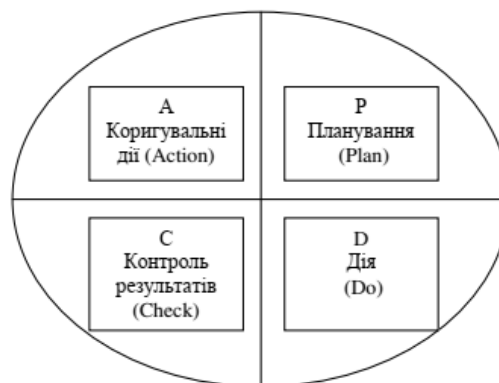 A
Коригувальні
дії (Action)
P
Планування
(Plan)
C
Контроль
результатів
(Check)
D
Дія
(Do)